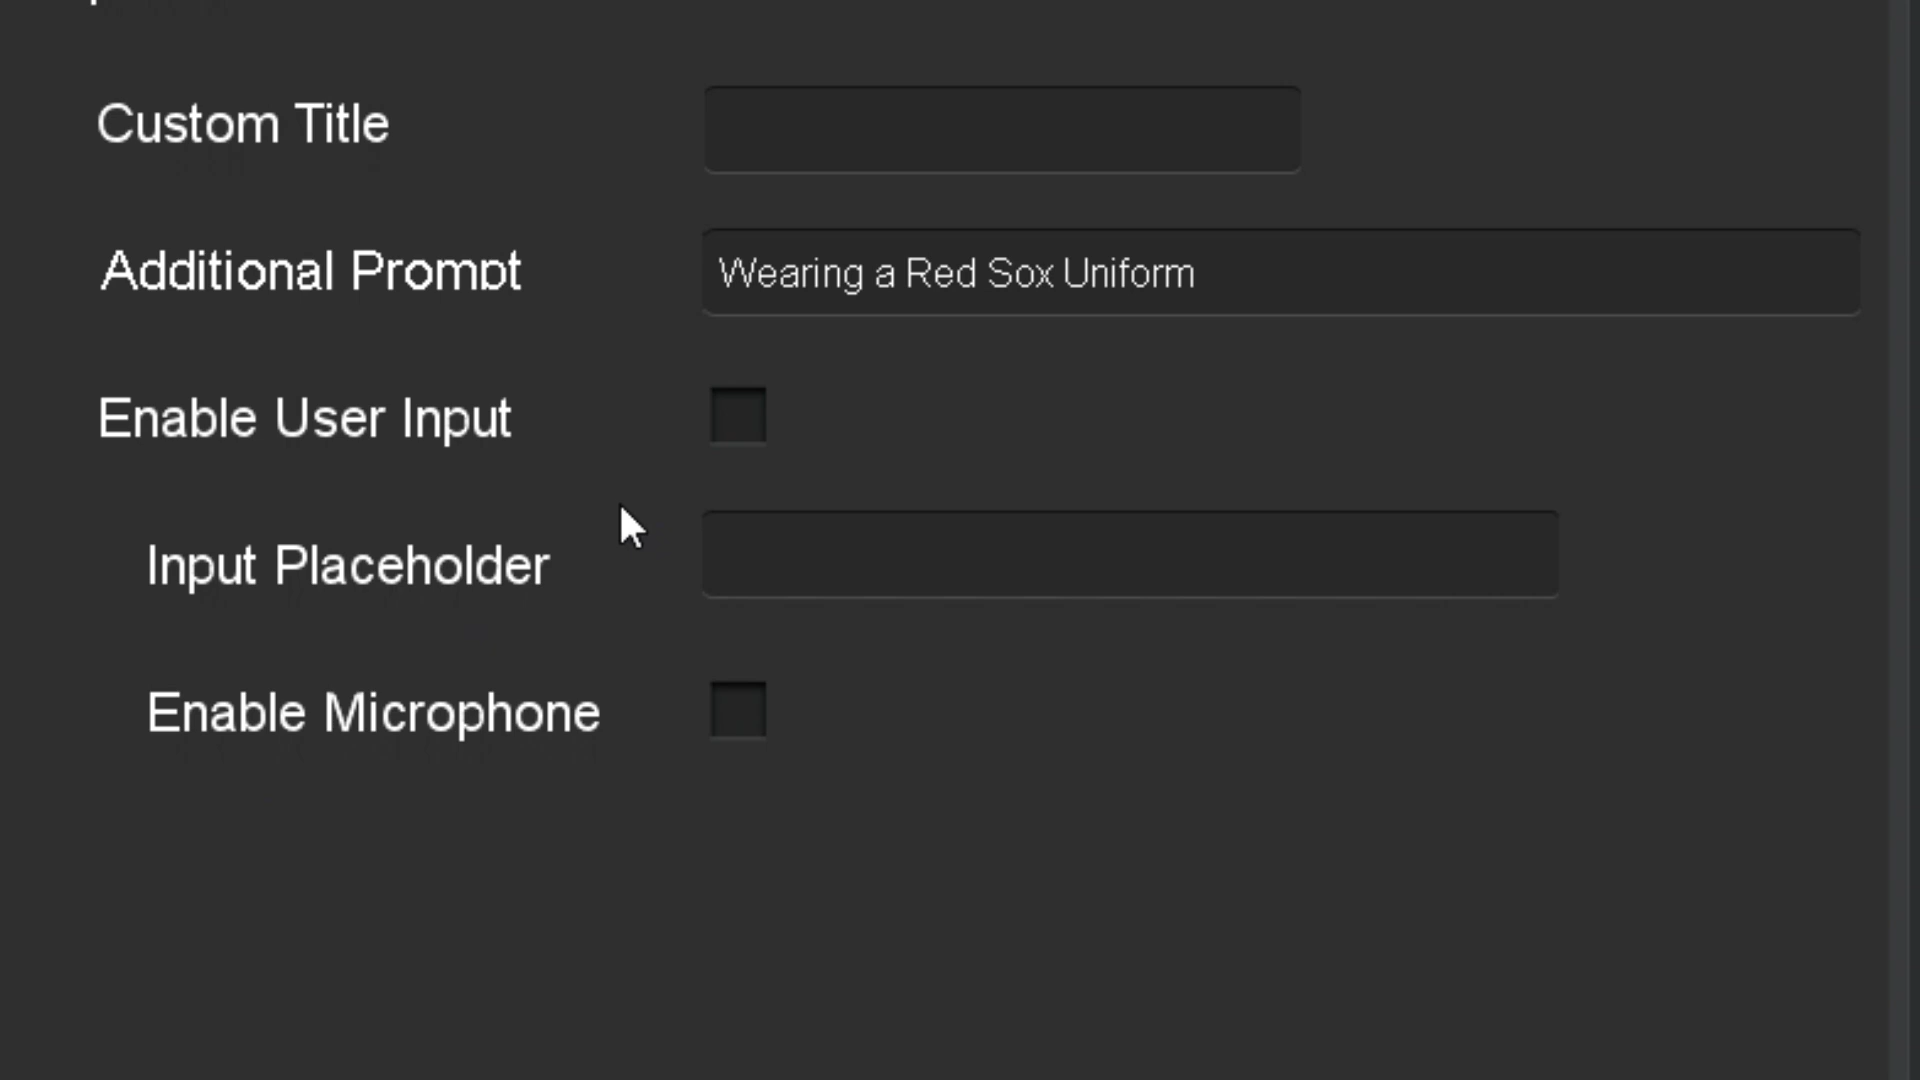 Custom Title
Additional Prompt
Wearing a Red Sox Uniform
Enable User Input
Input Placeholder
Enable Microphone